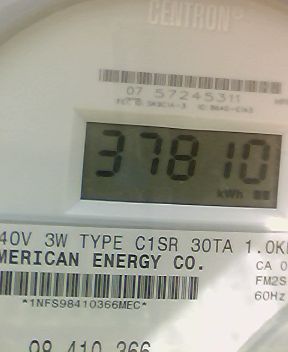 CENTRON®
07 57245311
37810
kWh
40V 3W TYPE C1SR 30TA 1.0K
MERICAN ENERGY CO.
CA 0
FM2S
60Hz
*1NFS98410366MEC*
98 410 366